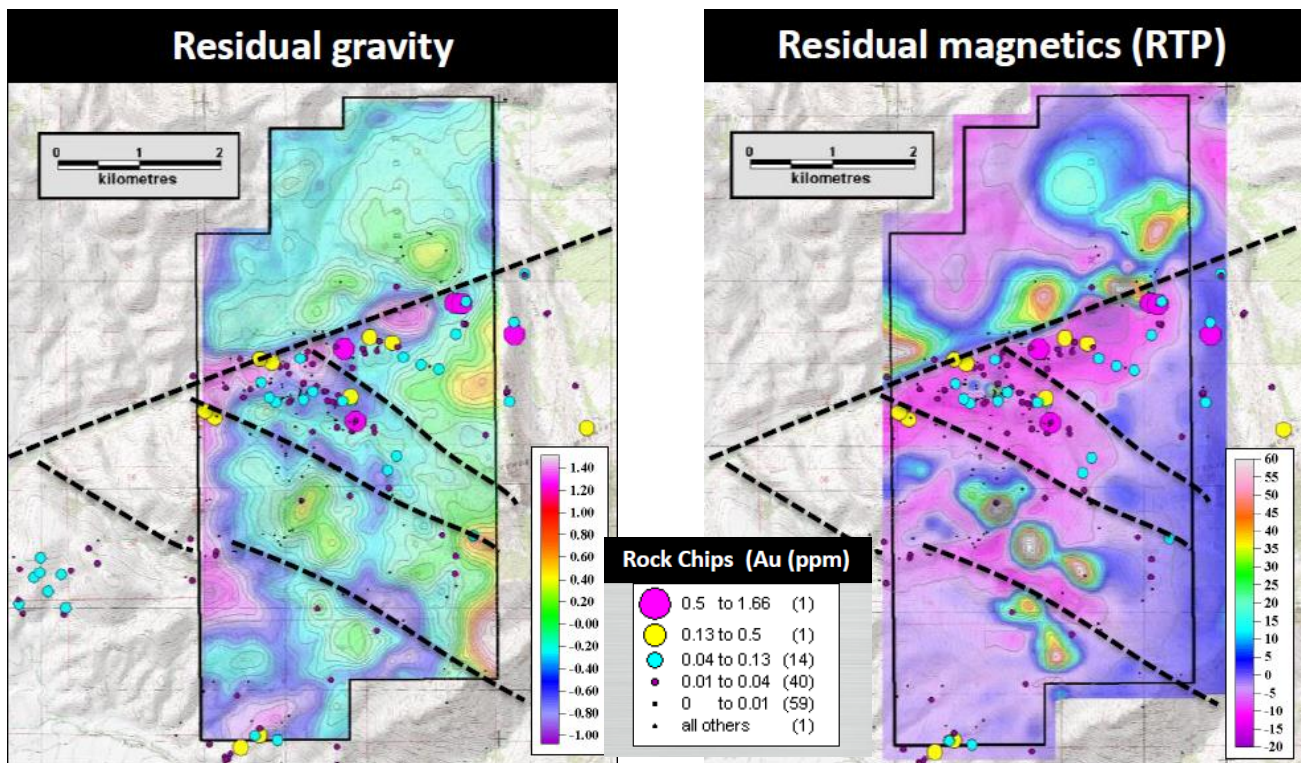 Residual gravity
0 1 2
kilometres
1.40
1.20
1.00
0.80
0.60
0.40
0.20
-0.00
-0.20
-0.40
-0.60
-0.80
-1.00
Residual magnetics (RTP)
0 1 2
kilometres
60
55
50
45
40
35
30
25
20
15
10
5
0
-5
-10
-15
-20
Rock Chips (Au (ppm)
0.5 to 1.66 (1)
0.13 to 0.5 (1)
0.04 to 0.13 (14)
0.01 to 0.04 (40)
0 to 0.01 (59)
all others (1)